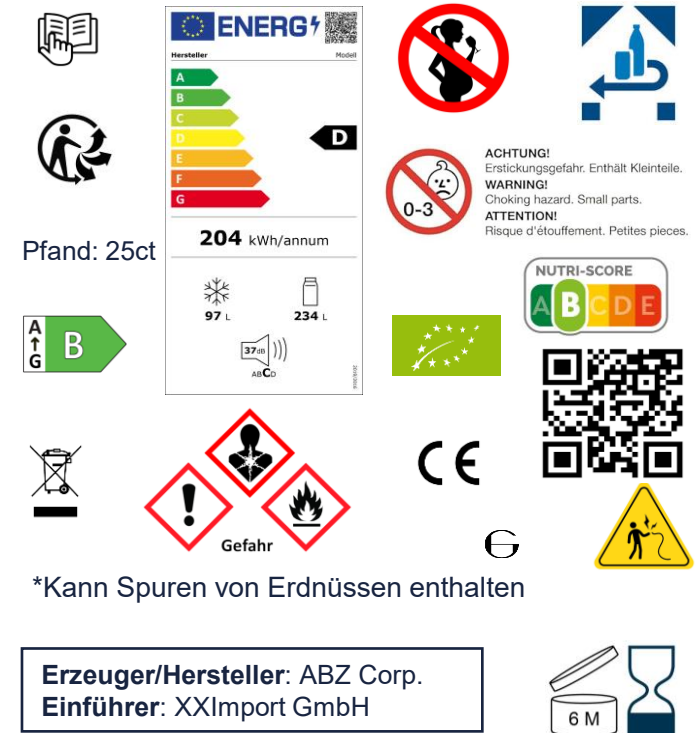 ENERG
Hersteller Modell
A
B
C
D
E
F
G
D
204 kWh/annum
97 L 234 L
37dB
ABCD
2019/2016
ACHTUNG!
0-3
Erstickungsgefahr. Enthält Kleinteile.
WARNING!
Choking hazard. Small parts.
ATTENTION!
Risque d'étouffement. Petites pieces.
Pfand: 25ct
NUTRI-SCORE
A B C D E
A
G
B
CE
Gefahr
*Kann Spuren von Erdnüssen enthalten
Erzeuger/Hersteller: ABZ Corp.
Einführer: XXImport GmbH
6 M